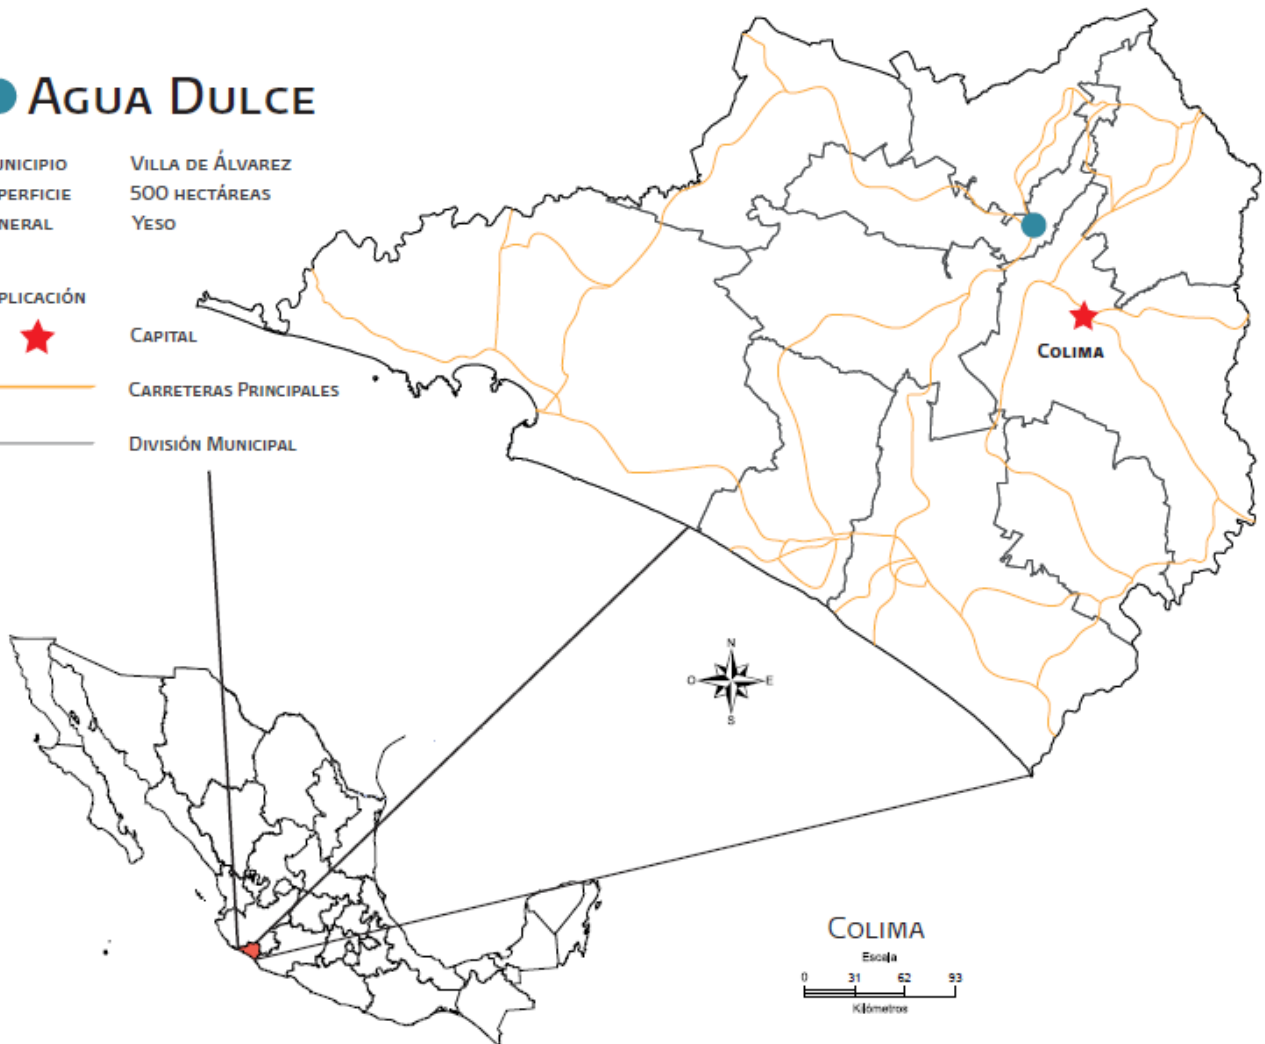 AGUA DULCE
UNICIPIO VILLA DE ÁLVAREZ
PERFICIE 500 HECTÁREAS
NERAL YESO
PLICACIÓN
CAPITAL
CARRETERAS PRINCIPALES
DIVISIÓN MUNICIPAL
COLIMA
N
O E
S
COLIMA
Escala
0 31 62 93
Kilómetros